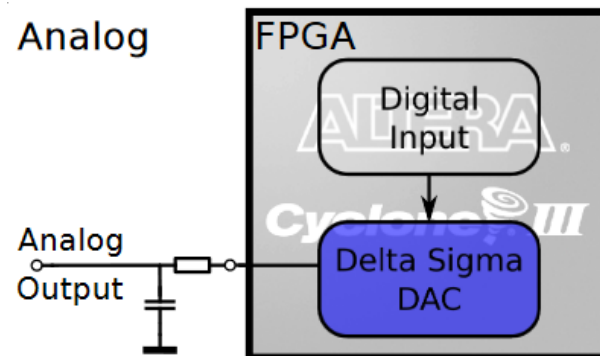 Analog
FPGA
Digital
Input
ALTERA®
Cyclone III
Delta Sigma
DAC
Analog
Output